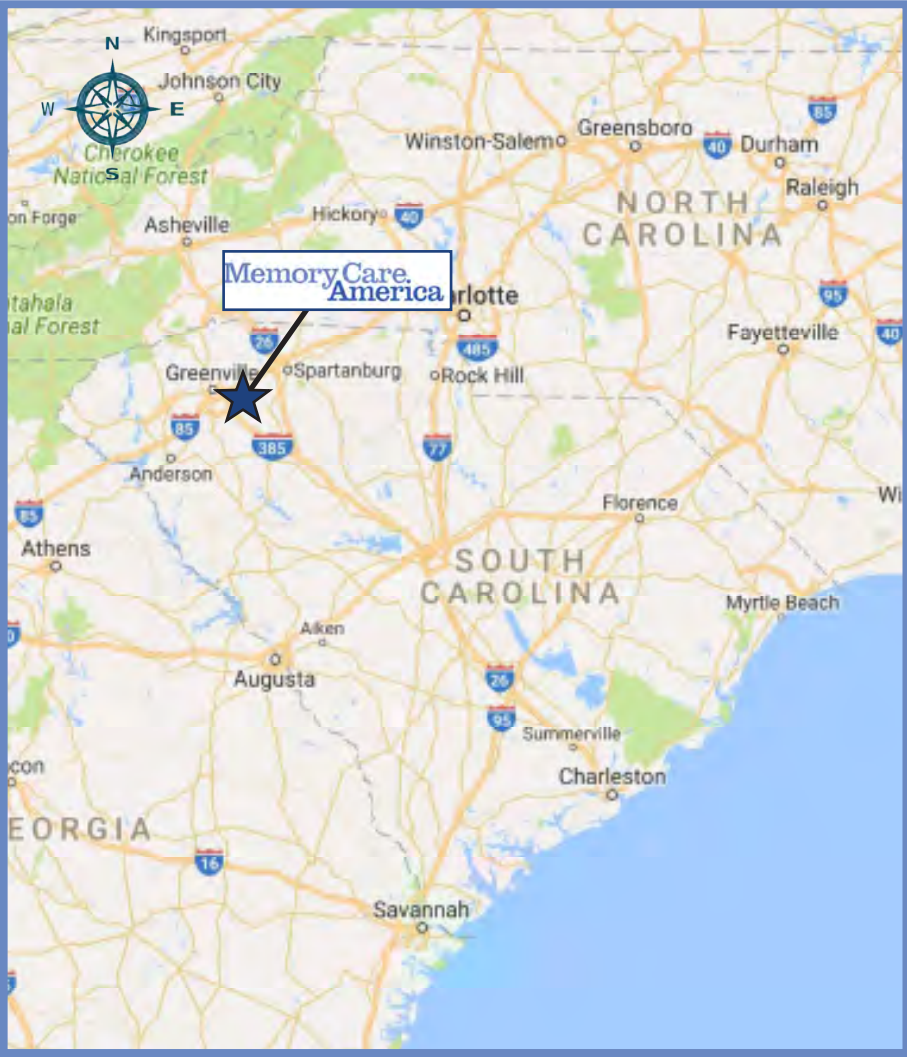 N
Kingsport
Johnson City
W
E
85
Winston-Salem
Greensboro
40
Durham
Cherokee
National Forest
S
Raleigh
on Forge
Hickory
40
NORTH
CAROLINA
Asheville
Memory Care
America
arlotte
95
ntahala
nal Forest
26
485
Fayetteville
40
Greenville
Spartanburg
Rock Hill
85
385
77
Anderson
85
Florence
Wi
Athens
SOUTH
CAROLINA
Myrtle Beach
Aiken
Augusta
26
95
Summerville
con
Charleston
EORGIA
16
Savannah